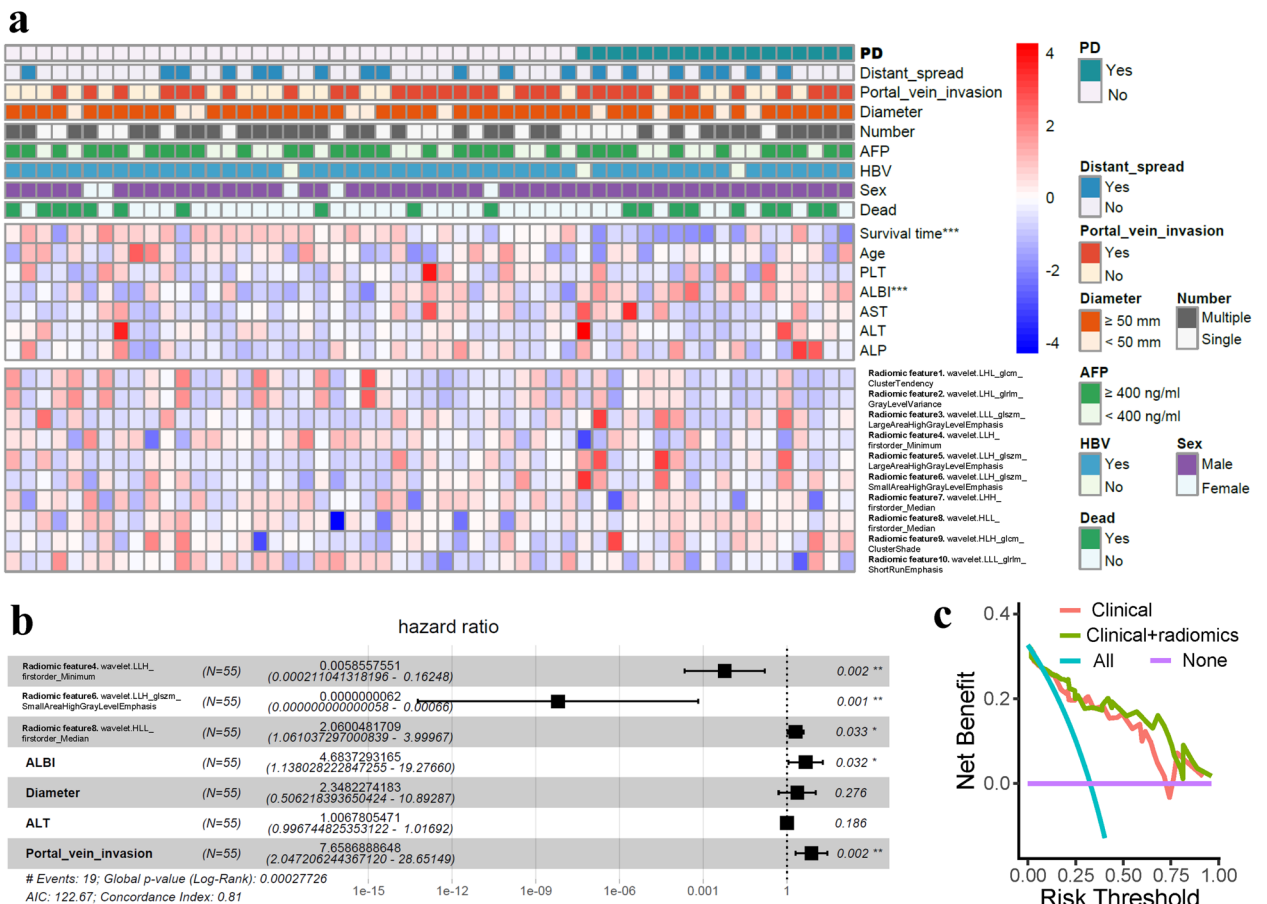 a
PD
Distant_spread
Portal_vein_invasion
Diameter
Number
AFP
HBV
Sex
Dead
Survival time***
Age
PLT
ALBI***
AST
ALT
ALP
Radiomic feature1. wavelet.LHL_glcm_
ClusterTendency
Radiomic feature2. wavelet.LHL_glrlm_
GrayLevelVariance
Radiomic feature3. wavelet.LLL_glszm_
LargeAreaHighGrayLevelEmphasis
Radiomic feature4. wavelet.LLH_
firstorder_Minimum
Radiomic feature5. wavelet.LLH_glszm_
LargeAreaHighGrayLevelEmphasis
Radiomic feature6. wavelet.LLH_glszm_
SmallAreaHighGrayLevelEmphasis
Radiomic feature7. wavelet.LHH_
firstorder_Median
Radiomic feature8. wavelet.HLL_
firstorder_Median
Radiomic feature9. wavelet.HLH_glcm_
ClusterShade
Radiomic feature10. wavelet.LLL_glrlm_
ShortRunEmphasis
4
2
0
-2
-4
PD
Yes
No
Distant_spread
Yes
No
Portal_vein_invasion
Yes
No
Diameter
≥ 50 mm
< 50 mm
Number
Multiple
Single
AFP
≥ 400 ng/ml
< 400 ng/ml
HBV
Yes
No
Sex
Male
Female
Dead
Yes
No
b
hazard ratio
Radiomic feature4. wavelet.LLH_
firstorder_Minimum
(N=55)
0.0058557551
(0.000211041318196 - 0.16248)
0.002 **
Radiomic feature6. wavelet.LLH_glszm_
SmallAreaHighGrayLevelEmphasis
(N=55)
0.0000000062
(0.000000000000058 - 0.00066)
0.001 **
Radiomic feature8. wavelet.HLL_
firstorder_Median
(N=55)
2.0600481709
(1.061037297000839 - 3.99967)
0.033 *
ALBI
(N=55)
4.6837293165
(1.138028222847255 - 19.27660)
0.032 *
Diameter
(N=55)
2.3482274183
(0.506218393650424 - 10.89287)
0.276
ALT
(N=55)
1.0067805471
(0.996744825353122 - 1.01692)
0.186
Portal_vein_invasion
(N=55)
7.6586888648
(2.047206244367120 - 28.65149)
0.002 **
# Events: 19; Global p-value (Log-Rank): 0.00027726
AIC: 122.67; Concordance Index: 0.81
1e-15
1e-12
1e-09
1e-06
0.001
1
c
Clinical
Clinical+radiomics
All
None
Net Benefit
0.4
0.2
0.0
0.00
0.25
0.50
0.75
1.00
Risk Threshold